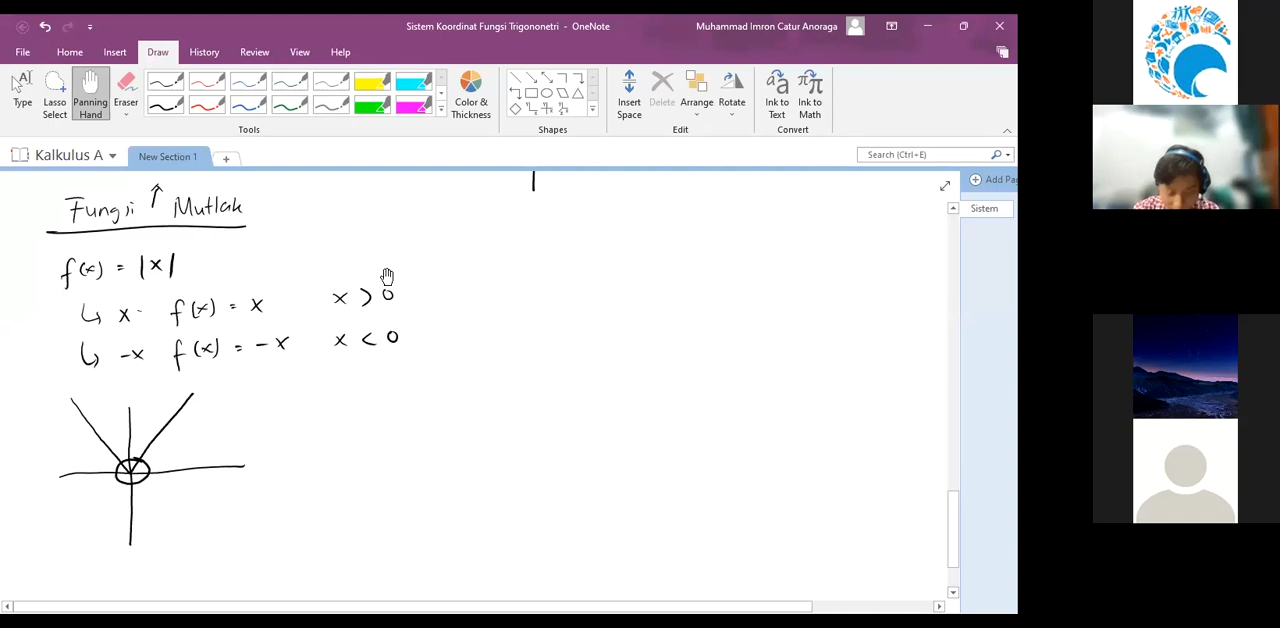 Sistem Koordinat Fungsi Trigononetri - OneNote
Muhammad Imron Catur Anoraga
File Home Insert Draw History Review View Help
Type
Lasso Select
Panning Hand
Eraser
Color & Thickness
Insert Space
Delete
Arrange
Rotate
Ink to Text
Ink to Math
Tools
Shapes
Edit
Convert
Kalkulus A
New Section 1
Search (Ctrl+E)
Add Pag
Sistem
Fungsi ↑ Mutlak
f(x) = |x|
↳ x f(x) = x x > 0
↳ -x f(x) = -x x < 0